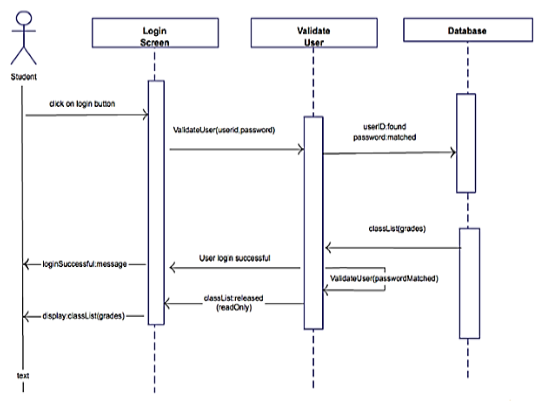 Login
Screen
Validate
User
Database
Student
click on login button
ValidateUser(userid,password)
userID:found
password:matched
classList(grades)
User login successful
loginSuccessful:message
ValidateUser(passwordMatched)
classList:released
(readOnly)
display:classList(grades)
text